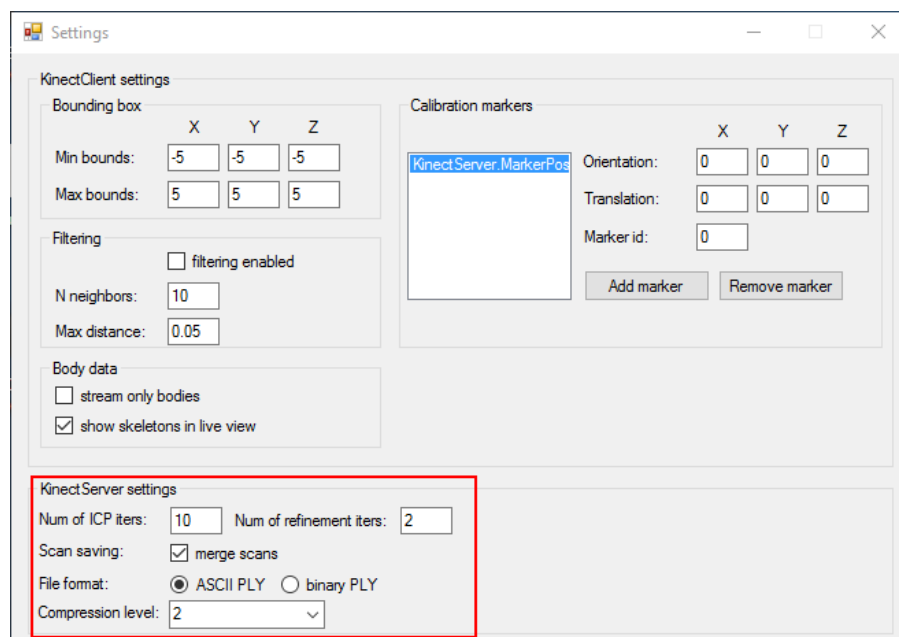 Settings
KinectClient settings
Bounding box
X Y Z
Min bounds: -5 -5 -5
Max bounds: 5 5 5
Filtering
filtering enabled
N neighbors: 10
Max distance: 0.05
Body data
stream only bodies
show skeletons in live view
Calibration markers
X Y Z
KinectServer.MarkerPos
Orientation: 0 0 0
Translation: 0 0 0
Marker id: 0
Add marker Remove marker
KinectServer settings
Num of ICP iters: 10 Num of refinement iters: 2
Scan saving: merge scans
File format: ASCII PLY binary PLY
Compression level: 2